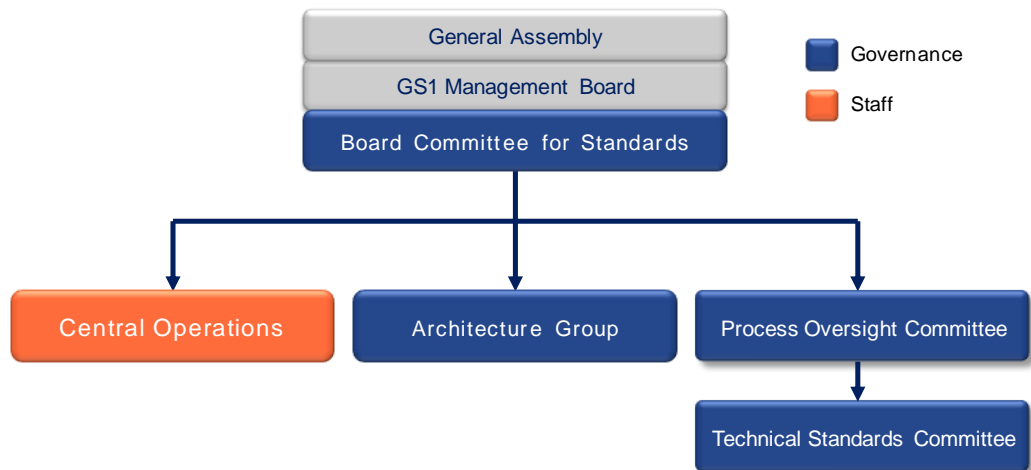 General Assembly
GS1 Management Board
Board Committee for Standards
Governance
Staff
Central Operations
Architecture Group
Process Oversight Committee
Technical Standards Committee